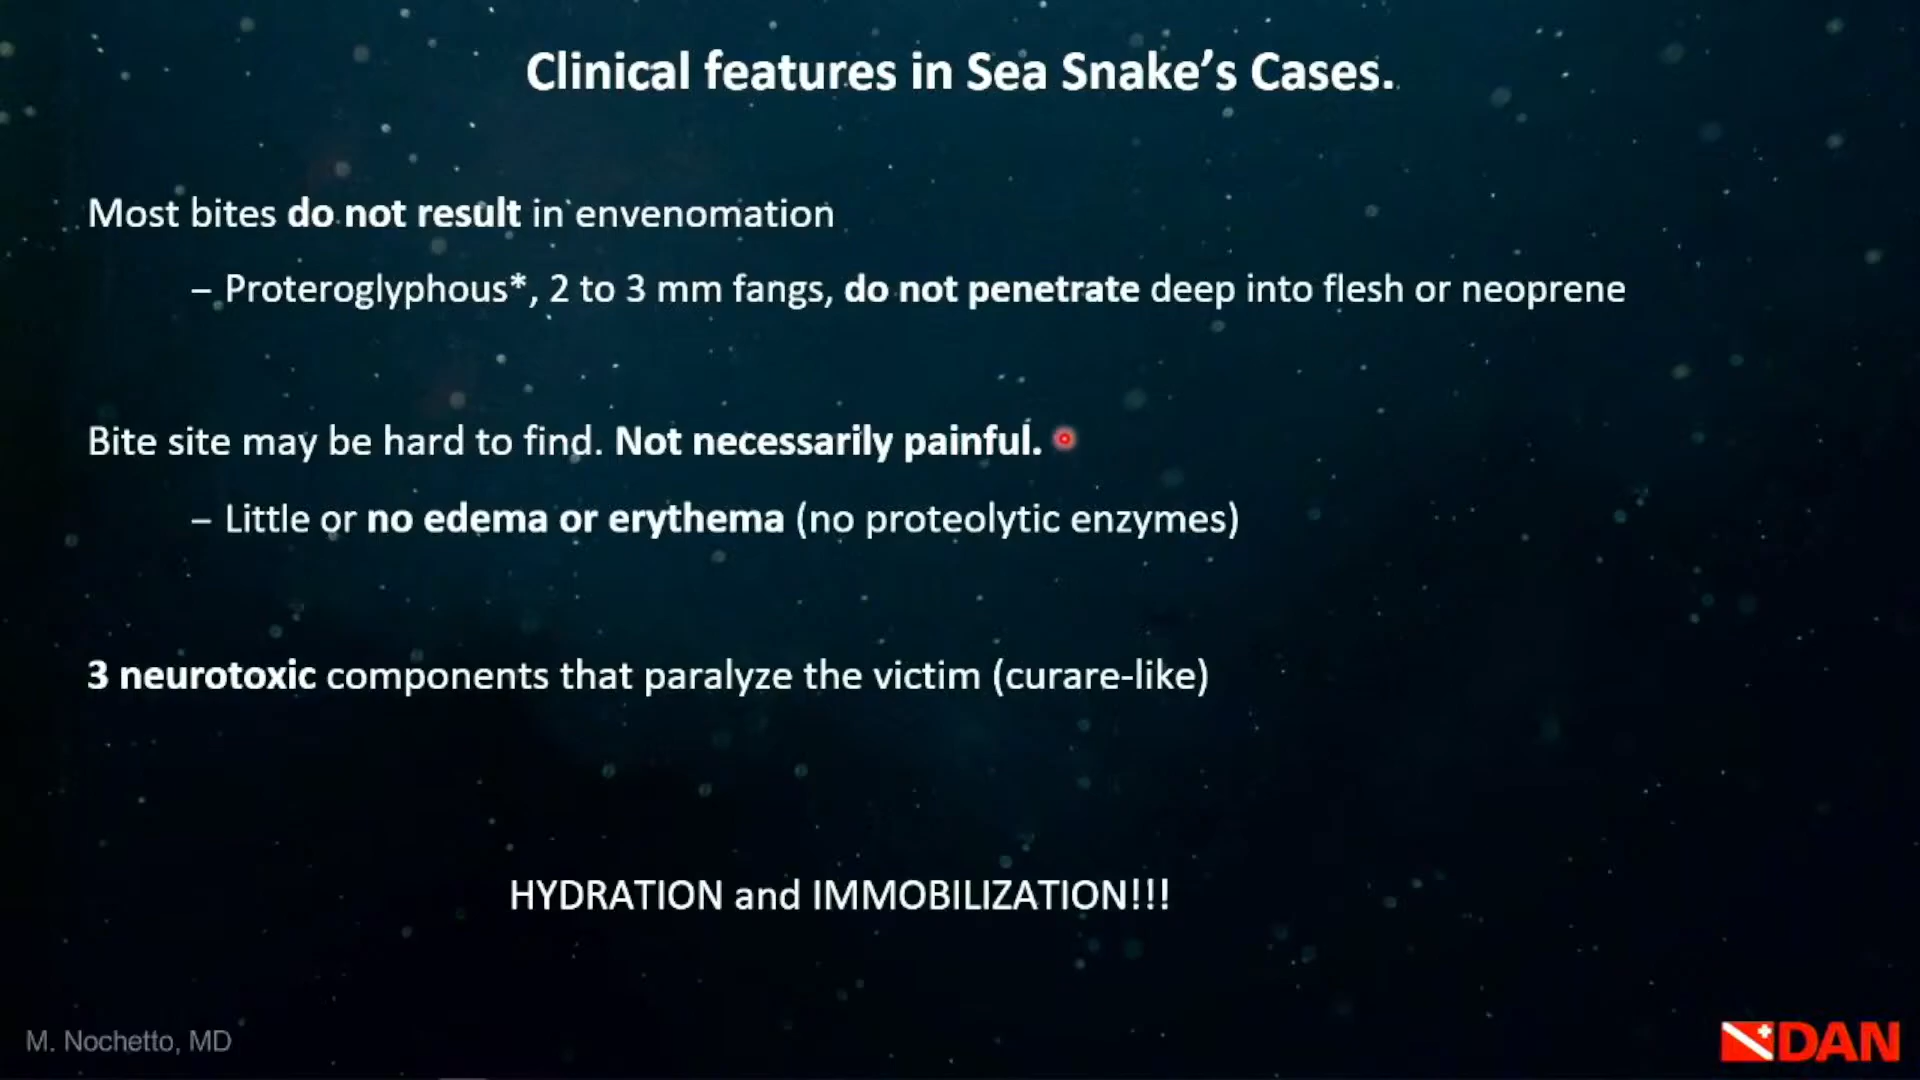 Clinical features in Sea Snake’s Cases.
Most bites do not result in envenomation
– Proteroglyphous*, 2 to 3 mm fangs, do not penetrate deep into flesh or neoprene
Bite site may be hard to find. Not necessarily painful.
– Little or no edema or erythema (no proteolytic enzymes)
3 neurotoxic components that paralyze the victim (curare-like)
HYDRATION and IMMOBILIZATION!!!
M. Nochetto, MD
DAN